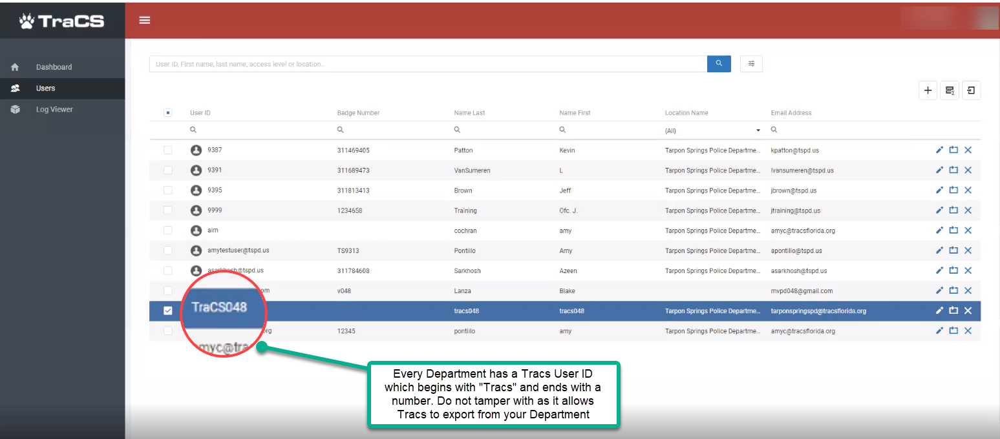 TraCS
Dashboard
Users
Log Viewer
User ID, First name, last name, access level or location..
User ID Badge Number Name Last Name First Location Name Email Address
(All)
9387 311469405 Patton Kevin Tarpon Springs Police Departme... kpatton@tspd.us
9391 311689473 VanSumeren L Tarpon Springs Police Departme... lvansumeren@tspd.us
9395 311813413 Brown Jeff Tarpon Springs Police Departme... jbrown@tspd.us
9999 1234658 Training Ofc. J. Tarpon Springs Police Departme... jtraining@tspd.us
aim cochran amy Tarpon Springs Police Departme... amyc@tracsflorida.org
amytestuser@tspd.us TS9313 Pontillo Amy Tarpon Springs Police Departme... apontillo@tspd.us
asarkhosh@tspd.us 311784608 Sarkhosh Azeen Tarpon Springs Police Departme... asarkhosh@tspd.us
om v048 Lanza Blake mvpd048@gmail.com
TraCS048 tracs048 tracs048 Tarpon Springs Police Departme... tarponspringspd@tracsflorida.org
org 12345 pontillo amy Tarpon Springs Police Departme... amyc@tracsflorida.org
amyc@tra
Every Department has a Tracs User ID
which begins with "Tracs" and ends with a
number. Do not tamper with as it allows
Tracs to export from your Department